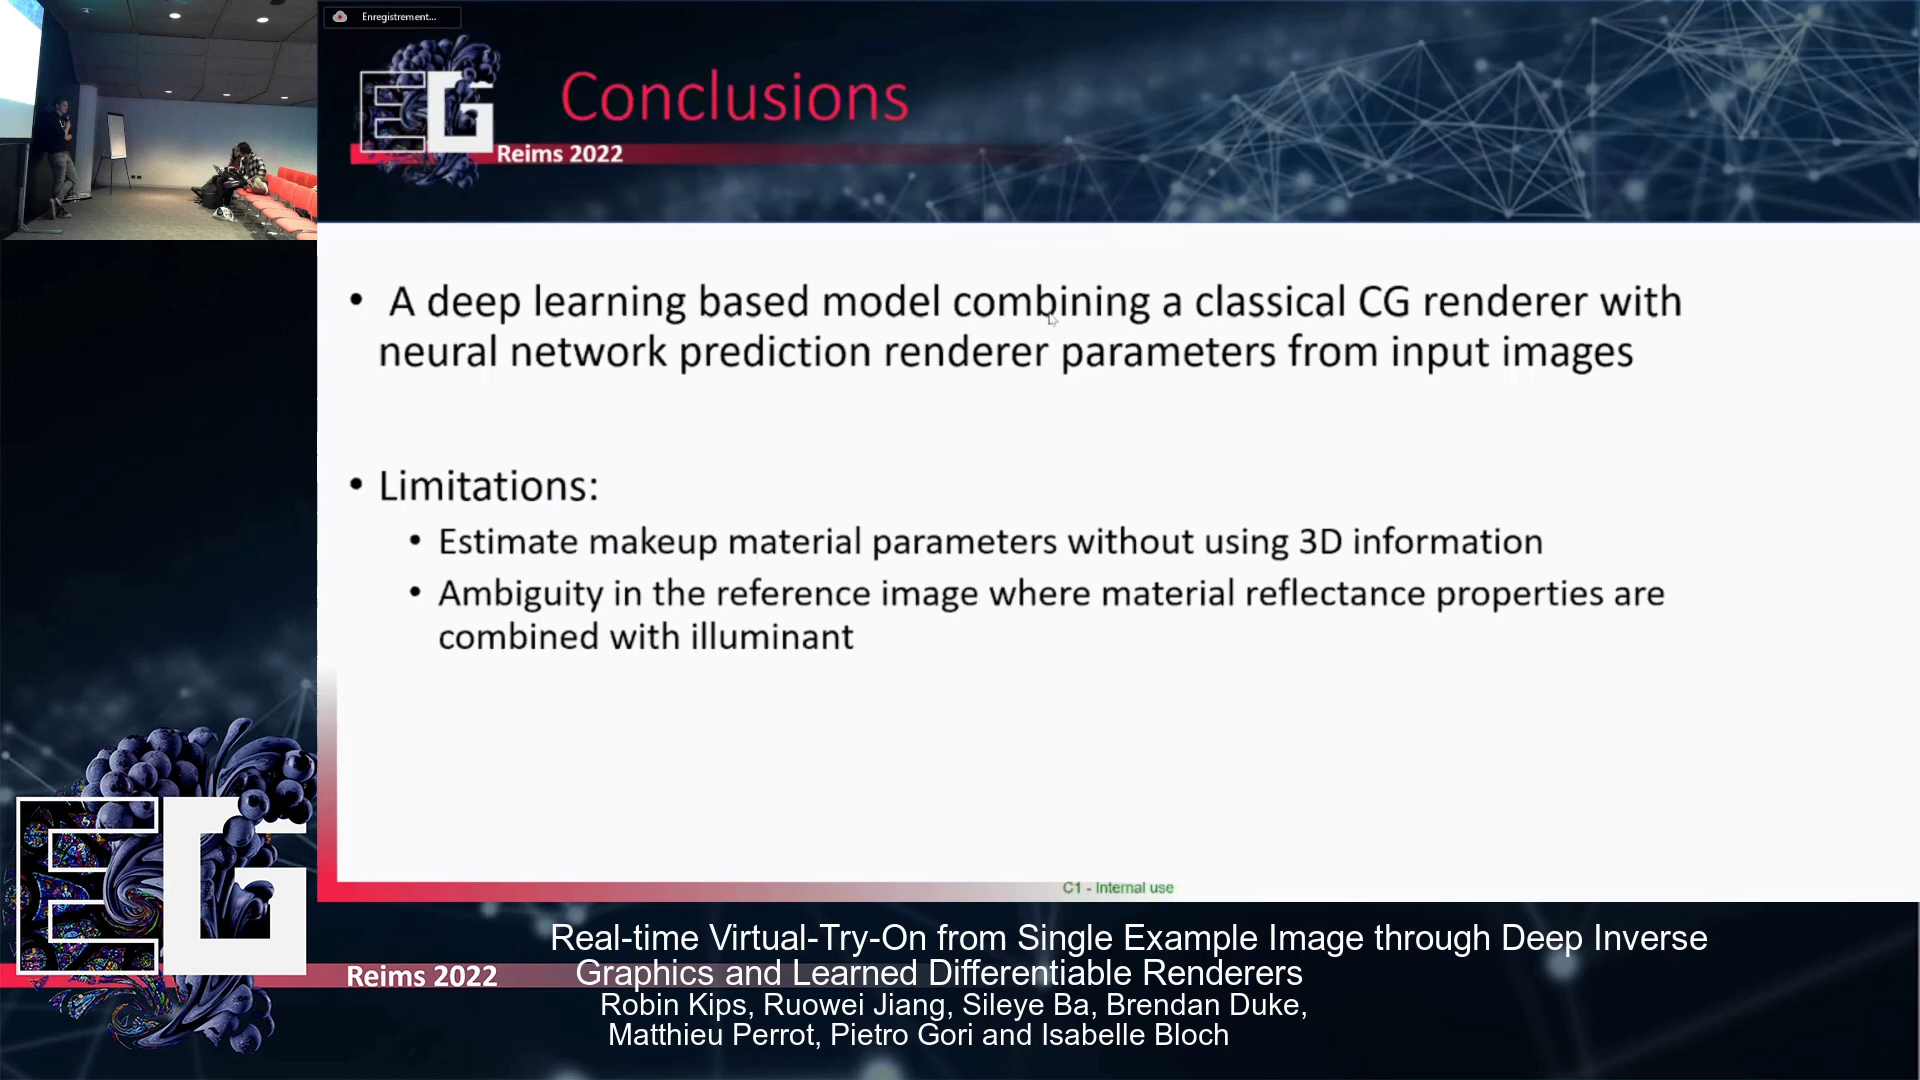 Enregistrement...
EG
Conclusions
Reims 2022
• A deep learning based model combining a classical CG renderer with
neural network prediction renderer parameters from input images
• Limitations:
• Estimate makeup material parameters without using 3D information
• Ambiguity in the reference image where material reflectance properties are
combined with illuminant
C1 - Internal use
EG
Reims 2022
Real-time Virtual-Try-On from Single Example Image through Deep Inverse
Graphics and Learned Differentiable Renderers
Robin Kips, Ruowei Jiang, Sileye Ba, Brendan Duke,
Matthieu Perrot, Pietro Gori and Isabelle Bloch